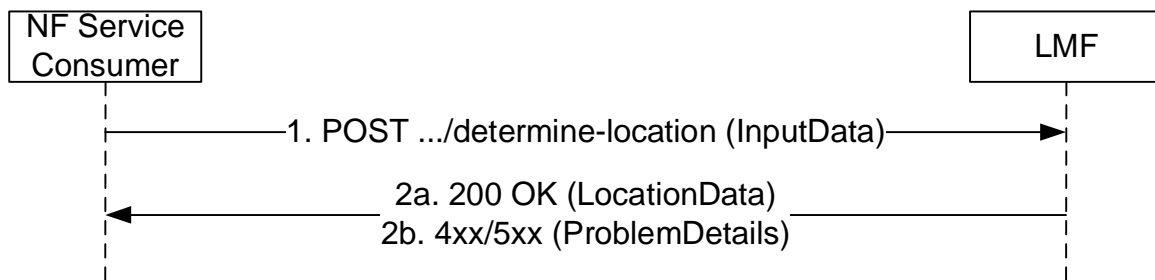 NF Service
Consumer
LMF
1. POST .../determine-location (InputData)
2a. 200 OK (LocationData)
2b. 4xx/5xx (ProblemDetails)